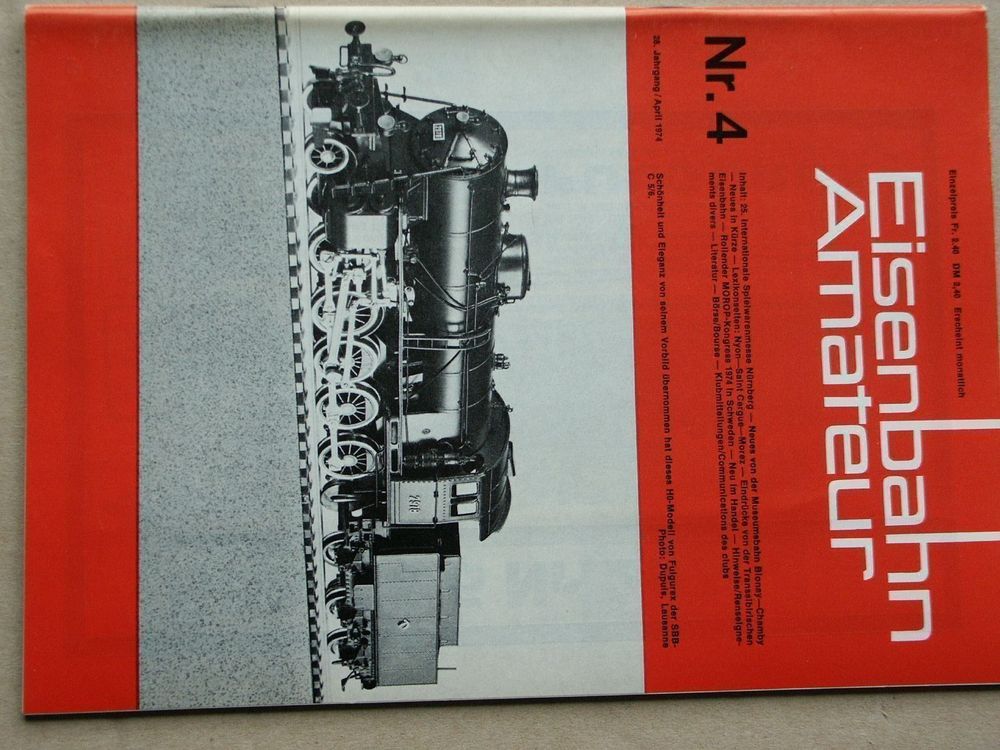 Einzelpreis Fr. 2,40 DM 2,40 Erscheint monatlich
Eisenbahn
Amateur
Nr. 4
28. Jahrgang / April 1974
Inhalt: 25. Internationale Spielwarenmesse Nürnberg — Neues von der Museumsbahn Blonay—Chamby
— Neues in Kürze — Lexikonseiten: Nyon—Saint Cergue—Morez — Eindrücke von der Transsibirischen
Eisenbahn — Rollender MOROP-Kongress 1974 in Schweden — Neu im Handel — Hinweise/Renseigne-
ments divers — Literatur — Börse/Bourse — Klubmitteilungen/Communications des clubs
Schönheit und Eleganz von seinem Vorbild übernommen hat dieses H0-Modell von Fulgurex der SBB-
C 5/6.
Photo: Dupuis, Lausanne